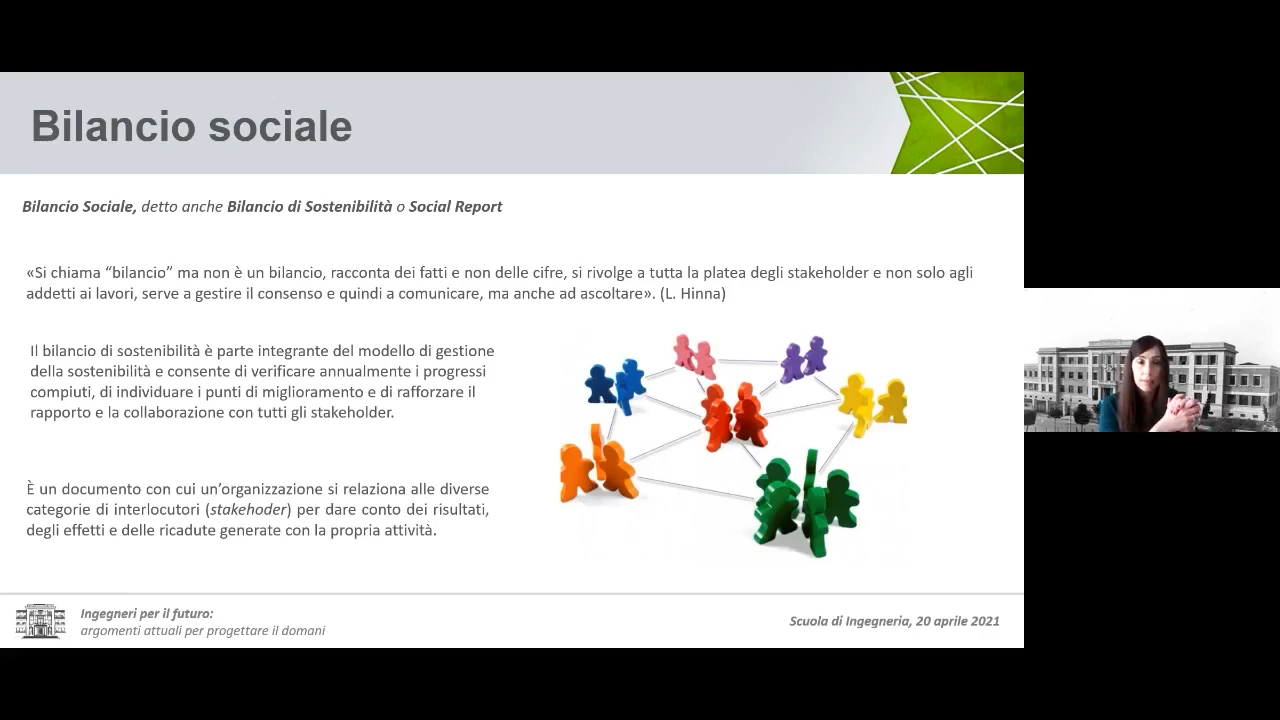 Bilancio sociale
Bilancio Sociale, detto anche Bilancio di Sostenibilità o Social Report
«Si chiama “bilancio” ma non è un bilancio, racconta dei fatti e non delle cifre, si rivolge a tutta la platea degli stakeholder e non solo agli
addetti ai lavori, serve a gestire il consenso e quindi a comunicare, ma anche ad ascoltare». (L. Hinna)
Il bilancio di sostenibilità è parte integrante del modello di gestione
della sostenibilità e consente di verificare annualmente i progressi
compiuti, di individuare i punti di miglioramento e di rafforzare il
rapporto e la collaborazione con tutti gli stakeholder.
È un documento con cui un’organizzazione si relaziona alle diverse
categorie di interlocutori (stakehoder) per dare conto dei risultati,
degli effetti e delle ricadute generate con la propria attività.
Ingegneri per il futuro:
argomenti attuali per progettare il domani
Scuola di Ingegneria, 20 aprile 2021